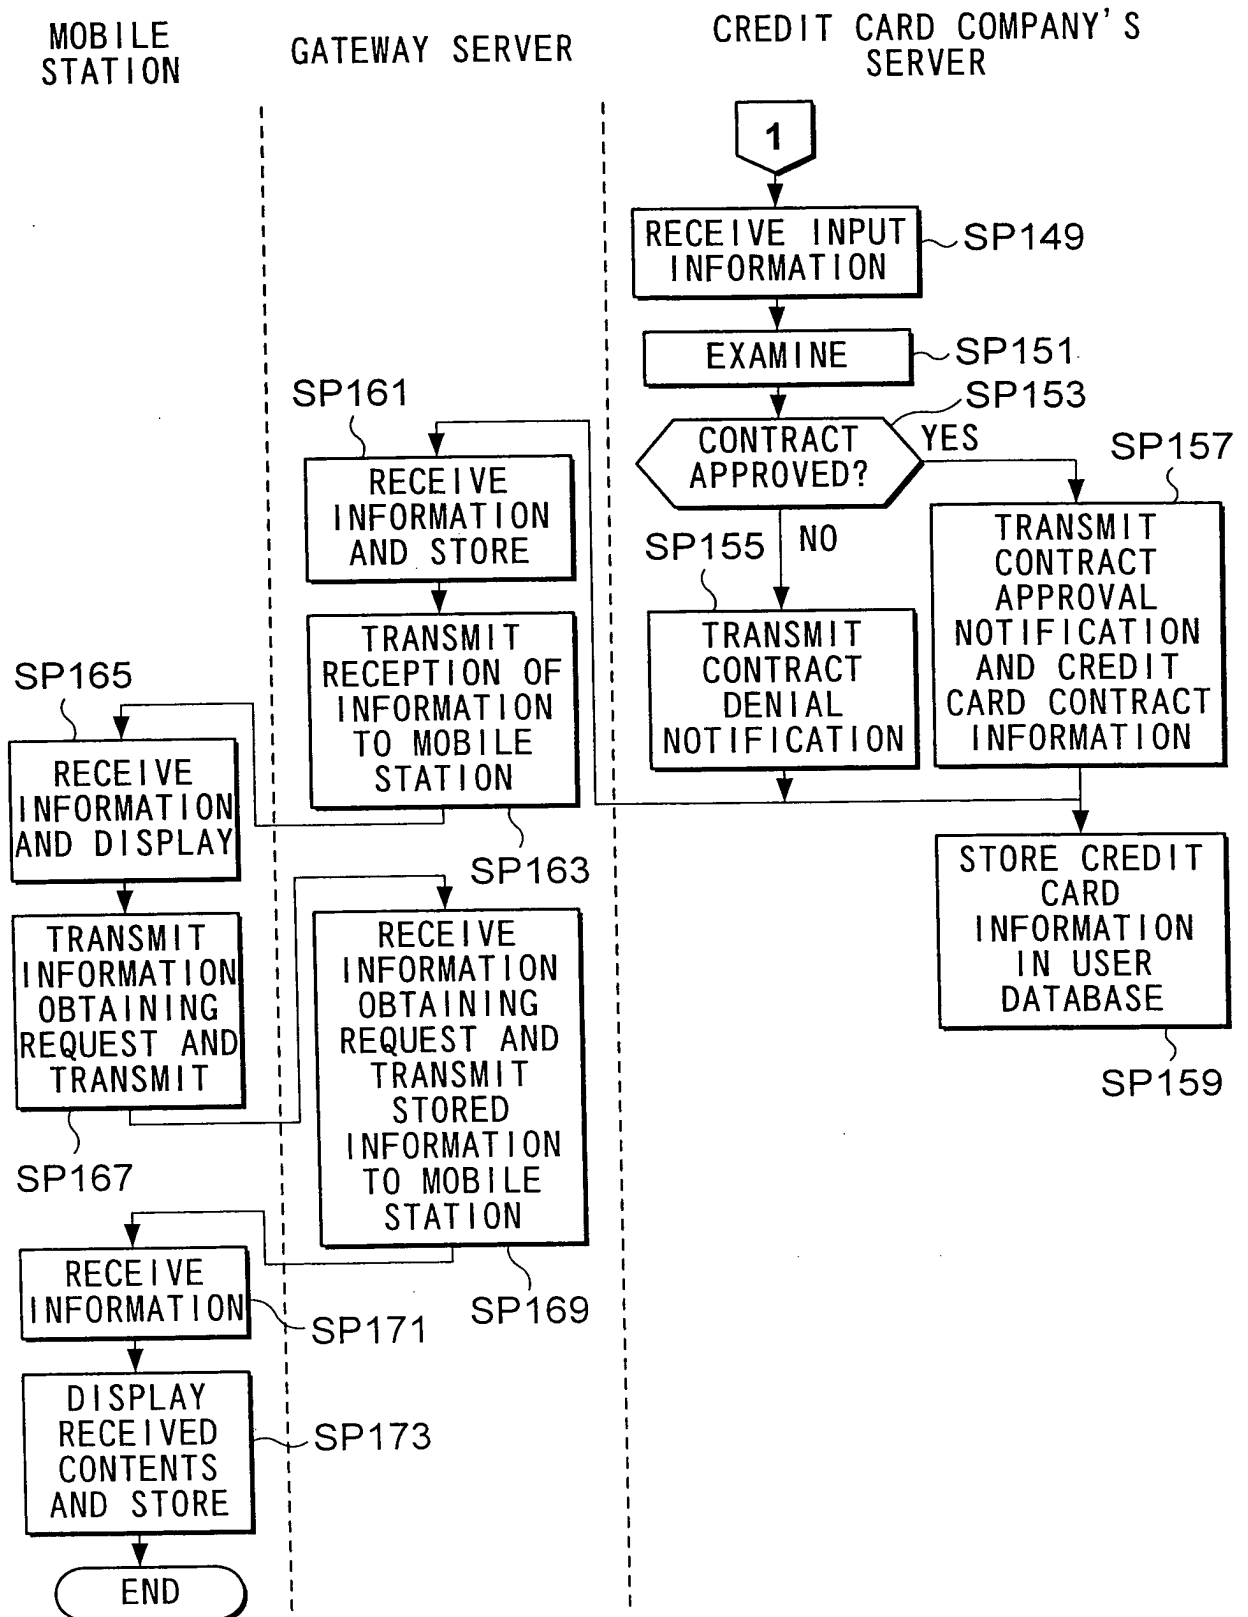 MOBILE
STATION
GATEWAY SERVER
CREDIT CARD COMPANY'S
SERVER
1
RECEIVE INPUT
INFORMATION
SP149
EXAMINE
SP151
SP153
CONTRACT
APPROVED?
YES
NO
SP157
TRANSMIT
CONTRACT
APPROVAL
NOTIFICATION
AND CREDIT
CARD CONTRACT
INFORMATION
SP155
TRANSMIT
CONTRACT
DENIAL
NOTIFICATION
STORE CREDIT
CARD
INFORMATION
IN USER
DATABASE
SP159
SP161
RECEIVE
INFORMATION
AND STORE
TRANSMIT
RECEPTION OF
INFORMATION
TO MOBILE
STATION
SP163
SP165
RECEIVE
INFORMATION
AND DISPLAY
TRANSMIT
INFORMATION
OBTAINING
REQUEST AND
TRANSMIT
SP167
RECEIVE
INFORMATION
OBTAINING
REQUEST AND
TRANSMIT
STORED
INFORMATION
TO MOBILE
STATION
SP169
RECEIVE
INFORMATION
SP171
DISPLAY
RECEIVED
CONTENTS
AND STORE
SP173
END